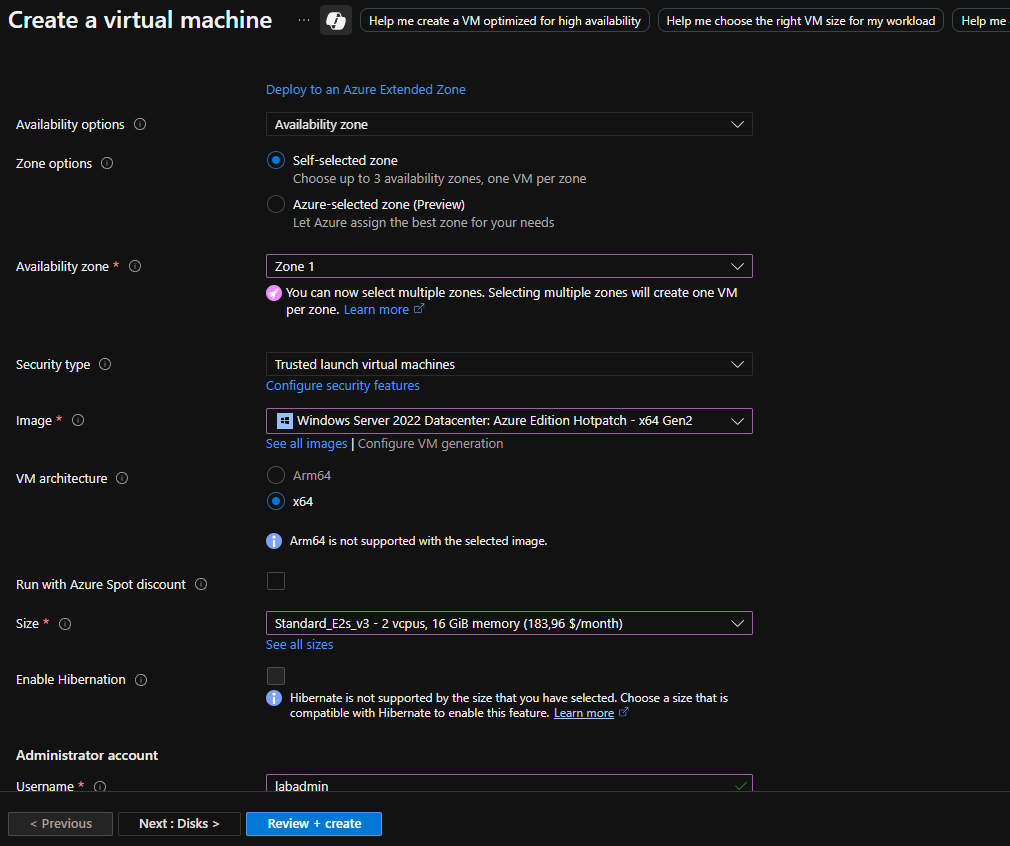 Create a virtual machine ...
Help me create a VM optimized for high availability
Help me choose the right VM size for my workload
Help me
Deploy to an Azure Extended Zone
Availability options
Availability zone
Zone options
Self-selected zone
Choose up to 3 availability zones, one VM per zone
Azure-selected zone (Preview)
Let Azure assign the best zone for your needs
Availability zone *
Zone 1
You can now select multiple zones. Selecting multiple zones will create one VM
per zone. Learn more
Security type
Trusted launch virtual machines
Configure security features
Image *
Windows Server 2022 Datacenter: Azure Edition Hotpatch - x64 Gen2
See all images | Configure VM generation
VM architecture
Arm64
x64
Arm64 is not supported with the selected image.
Run with Azure Spot discount
Size *
Standard_E2s_v3 - 2 vcpus, 16 GiB memory (183,96 $/month)
See all sizes
Enable Hibernation
Hibernate is not supported by the size that you have selected. Choose a size that is
compatible with Hibernate to enable this feature. Learn more
Administrator account
Username *
labadmin
< Previous
Next : Disks >
Review + create